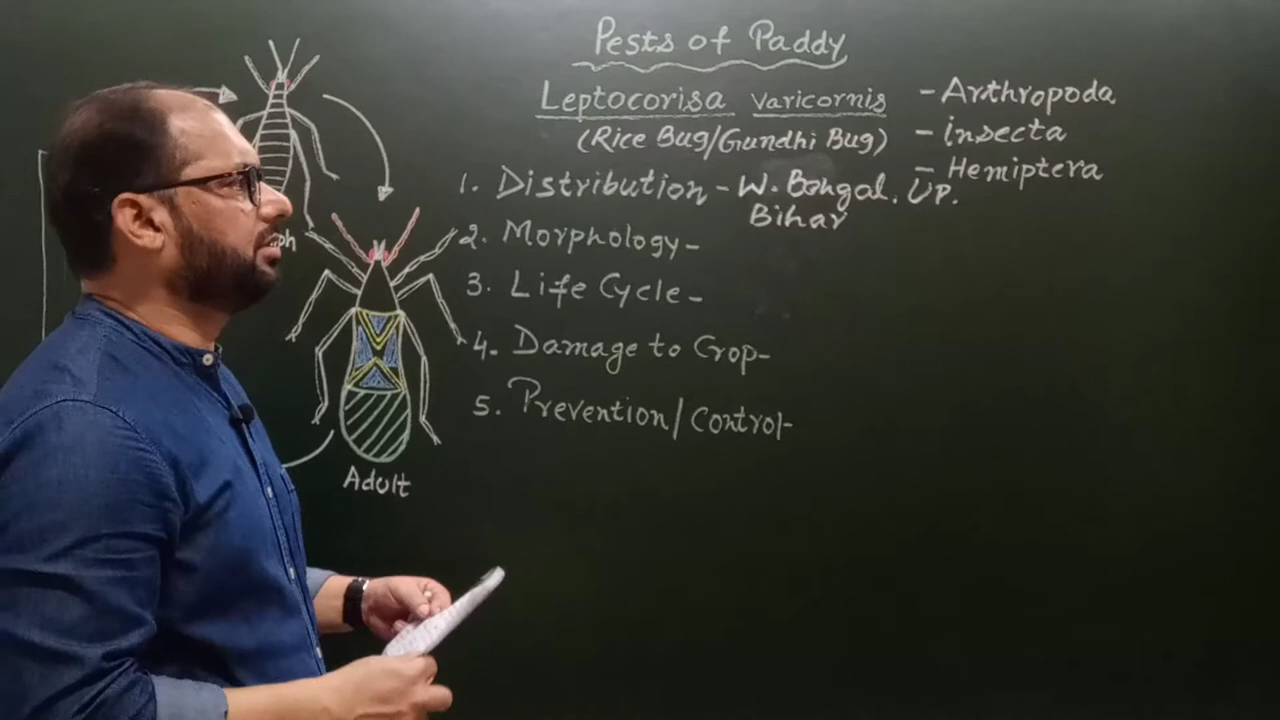 Pests of Paddy
Leptocorisa varicornis - Arthropoda
(Rice Bug/Gundhi Bug) - insecta
- Hemiptera
1. Distribution - W. Bengal. UP.
Bihar
2. Morphology-
3. Life Cycle-
4. Damage to Crop-
5. Prevention/Control-
Adult